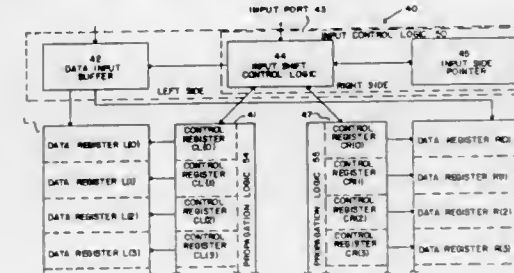 INPUT PORT 43
40
INPUT CONTROL LOGIC 50
42
DATA INPUT
BUFFER
44
INPUT SHIFT
CONTROL LOGIC
INPUT SIDE
POINTER
LEFT SIDE
RIGHT SIDE
41
47
DATA REGISTER L(0)
DATA REGISTER L(1)
DATA REGISTER L(2)
DATA REGISTER L(3)
CONTROL
REGISTER
CL(0)
CONTROL
REGISTER
CL(1)
CONTROL
REGISTER
CL(2)
CONTROL
REGISTER
CL(3)
PROPAGATION LOGIC 54
PROPAGATION LOGIC 55
CONTROL
REGISTER
CR(0)
CONTROL
REGISTER
CR(1)
CONTROL
REGISTER
CR(2)
CONTROL
REGISTER
CR(3)
DATA REGISTER R(0)
DATA REGISTER R(1)
DATA REGISTER R(2)
DATA REGISTER R(3)